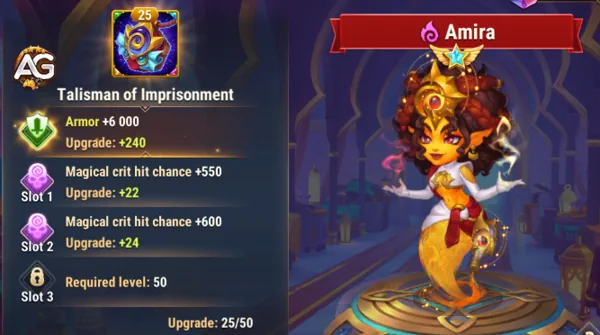 25
AG
Talisman of Imprisonment
Armor +6 000
Upgrade: +240
Magical crit hit chance +550
Upgrade: +22
Slot 1
Magical crit hit chance +600
Upgrade: +24
Slot 2
Required level: 50
Slot 3
Upgrade: 25/50
Amira